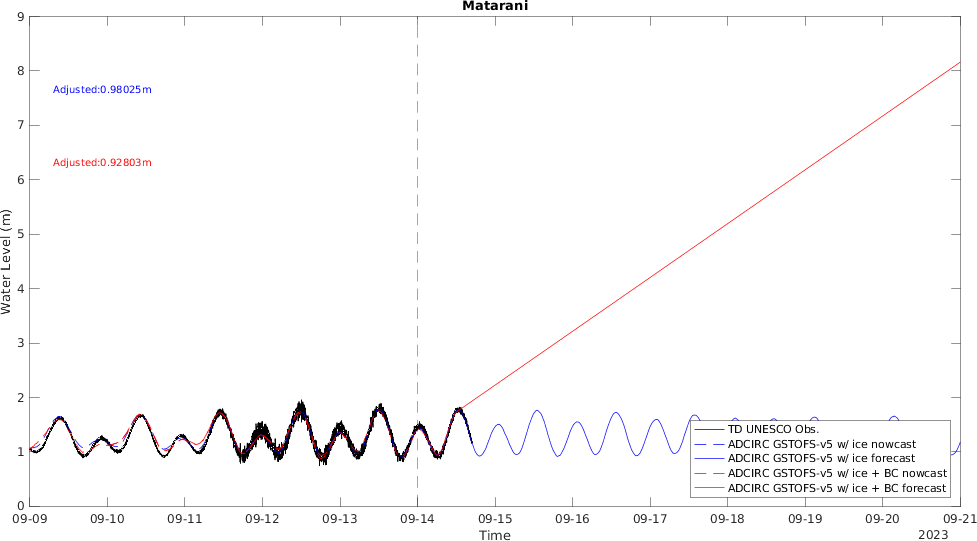 Matarani
9
8
7
6
5
4
3
2
1
0
Water Level (m)
Adjusted:0.98025m
Adjusted:0.92803m
TD UNESCO Obs.
ADCIRC GSTOFS-v5 w/ ice nowcast
ADCIRC GSTOFS-v5 w/ ice forecast
ADCIRC GSTOFS-v5 w/ ice + BC nowcast
ADCIRC GSTOFS-v5 w/ ice + BC forecast
09-09 09-10 09-11 09-12 09-13 09-14 09-15 09-16 09-17 09-18 09-19 09-20 09-21
Time
2023